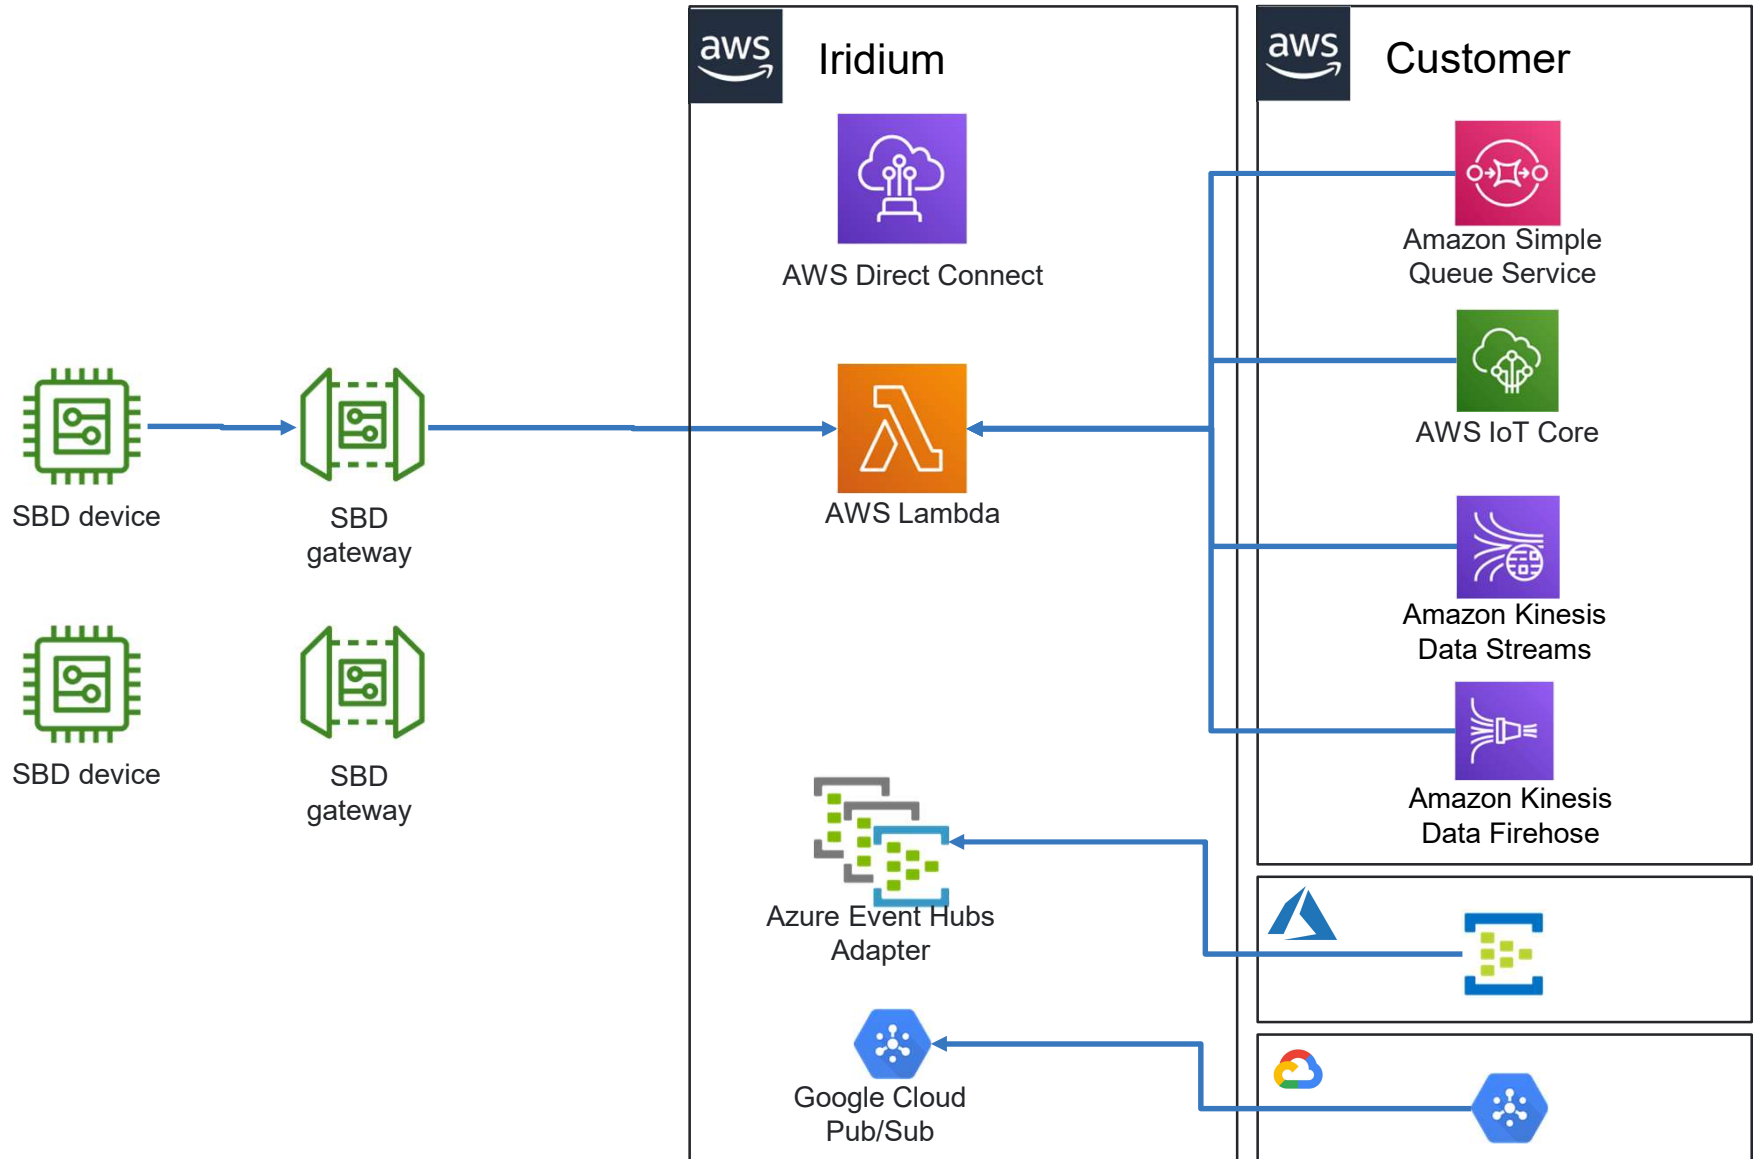 aws
Iridium
aws
Customer
AWS Direct Connect
Amazon Simple
Queue Service
AWS IoT Core
SBD device
SBD
gateway
AWS Lambda
Amazon Kinesis
Data Streams
SBD device
SBD
gateway
Amazon Kinesis
Data Firehose
Azure Event Hubs
Adapter
Google Cloud
Pub/Sub